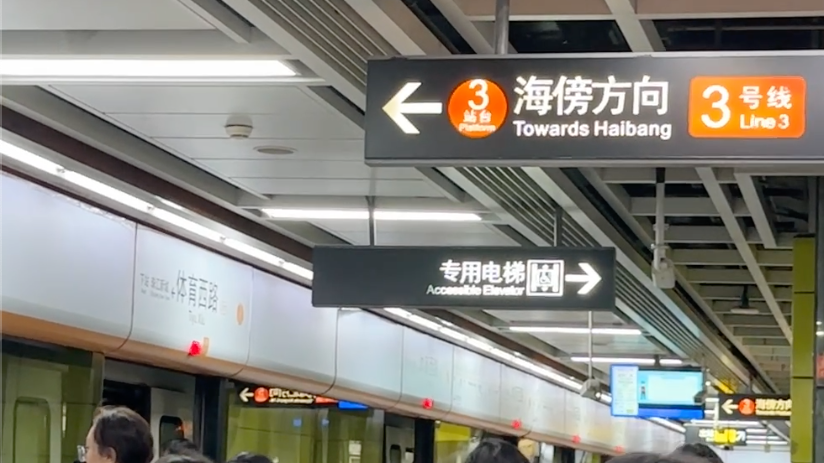 3
站台
Platform
海傍方向
Towards Haibang
3号线
Line 3
专用电梯
Accessible Elevator
体育西路
3
海傍方向